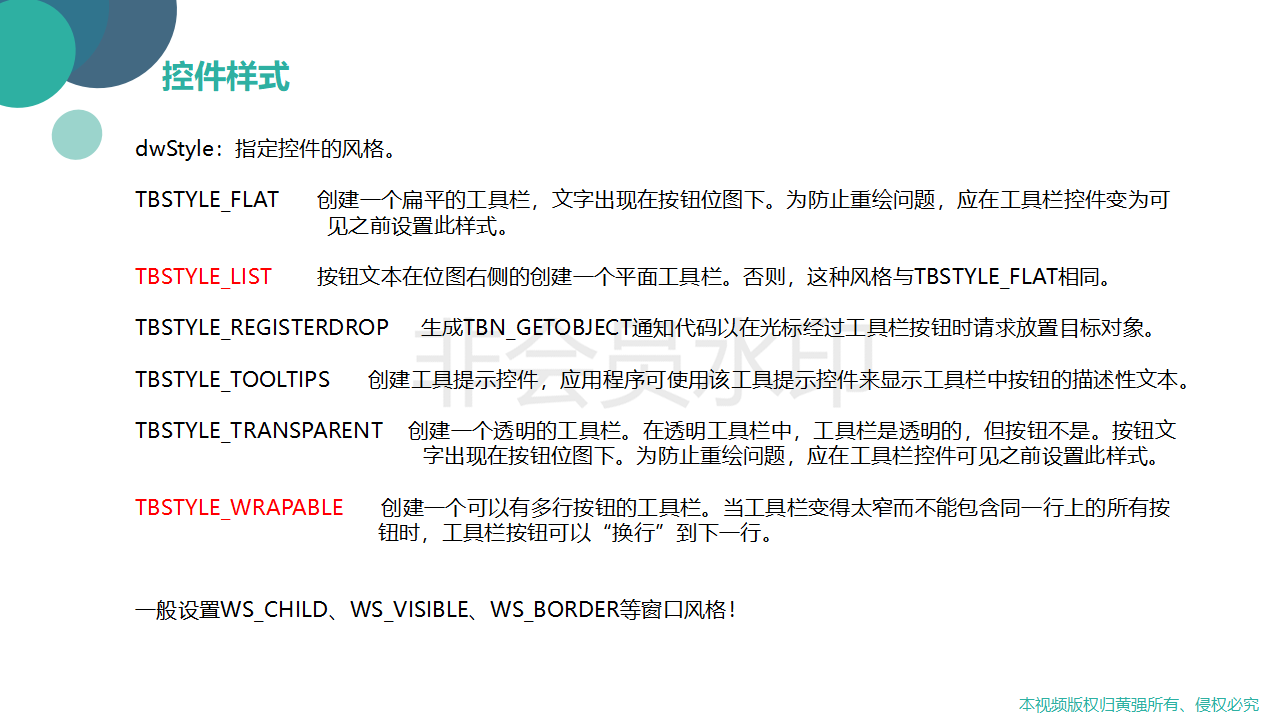 控件样式
dwStyle：指定控件的风格。
TBSTYLE_FLAT 创建一个扁平的工具栏，文字出现在按钮位图下。为防止重绘问题，应在工具栏控件变为可
见之前设置此样式。
TBSTYLE_LIST 按钮文本在位图右侧的创建一个平面工具栏。否则，这种风格与TBSTYLE_FLAT相同。
TBSTYLE_REGISTERDROP 生成TBN_GETOBJECT通知代码以在光标经过工具栏按钮时请求放置目标对象。
非会员水印
TBSTYLE_TOOLTIPS 创建工具提示控件，应用程序可使用该工具提示控件来显示工具栏中按钮的描述性文本。
TBSTYLE_TRANSPARENT 创建一个透明的工具栏。在透明工具栏中，工具栏是透明的，但按钮不是。按钮文
字出现在按钮位图下。为防止重绘问题，应在工具栏控件可见之前设置此样式。
TBSTYLE_WRAPABLE 创建一个可以有多行按钮的工具栏。当工具栏变得太窄而不能包含同一行上的所有按
钮时，工具栏按钮可以“换行”到下一行。
一般设置WS_CHILD、WS_VISIBLE、WS_BORDER等窗口风格！
本视频版权归黄强所有、侵权必究